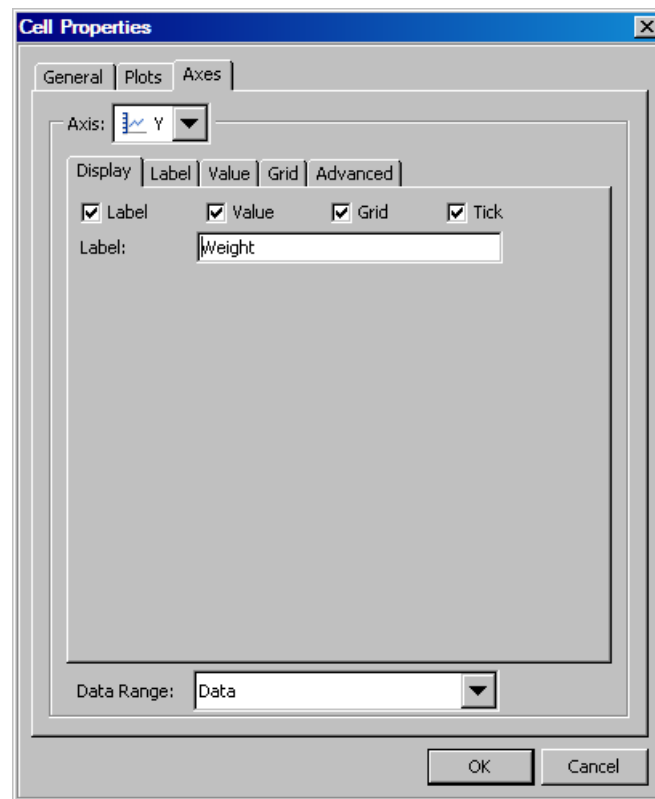 Cell Properties
General Plots Axes
Axis: Y
Display Label Value Grid Advanced
Label Value Grid Tick
Label: Weight
Data Range: Data
OK Cancel